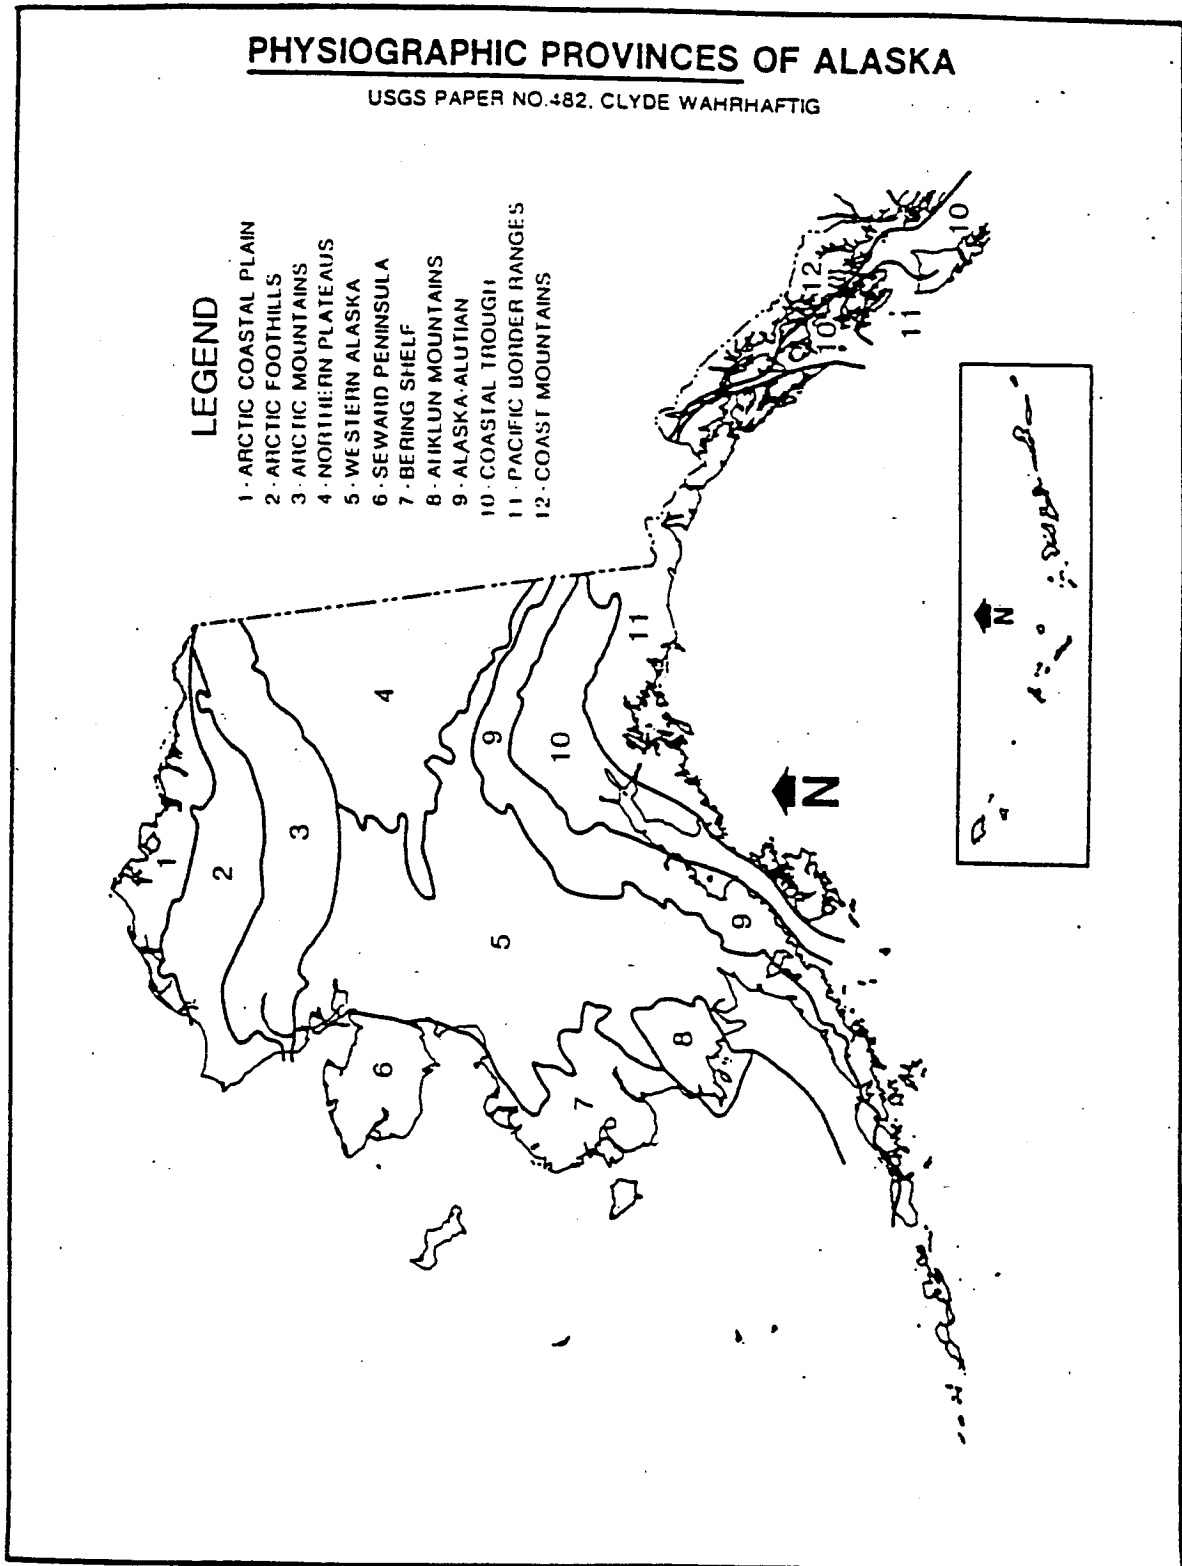 PHYSIOGRAPHIC PROVINCES OF ALASKA
USGS PAPER NO.482. CLYDE WAHRHAFTIG
LEGEND
1 · ARCTIC COASTAL PLAIN
2 · ARCTIC FOOTHILLS
3 · ARCTIC MOUNTAINS
4 · NORTHERN PLATEAUS
5 · WESTERN ALASKA
6 · SEWARD PENINSULA
7 · BERING SHELF
8 · AHKLUN MOUNTAINS
9 · ALASKA-ALUTIAN
10 · COASTAL TROUGH
11 · PACIFIC BORDER RANGES
12 · COAST MOUNTAINS
1
2
3
4
5
6
7
8
9
9
10
11
10
12
11
10
N
N